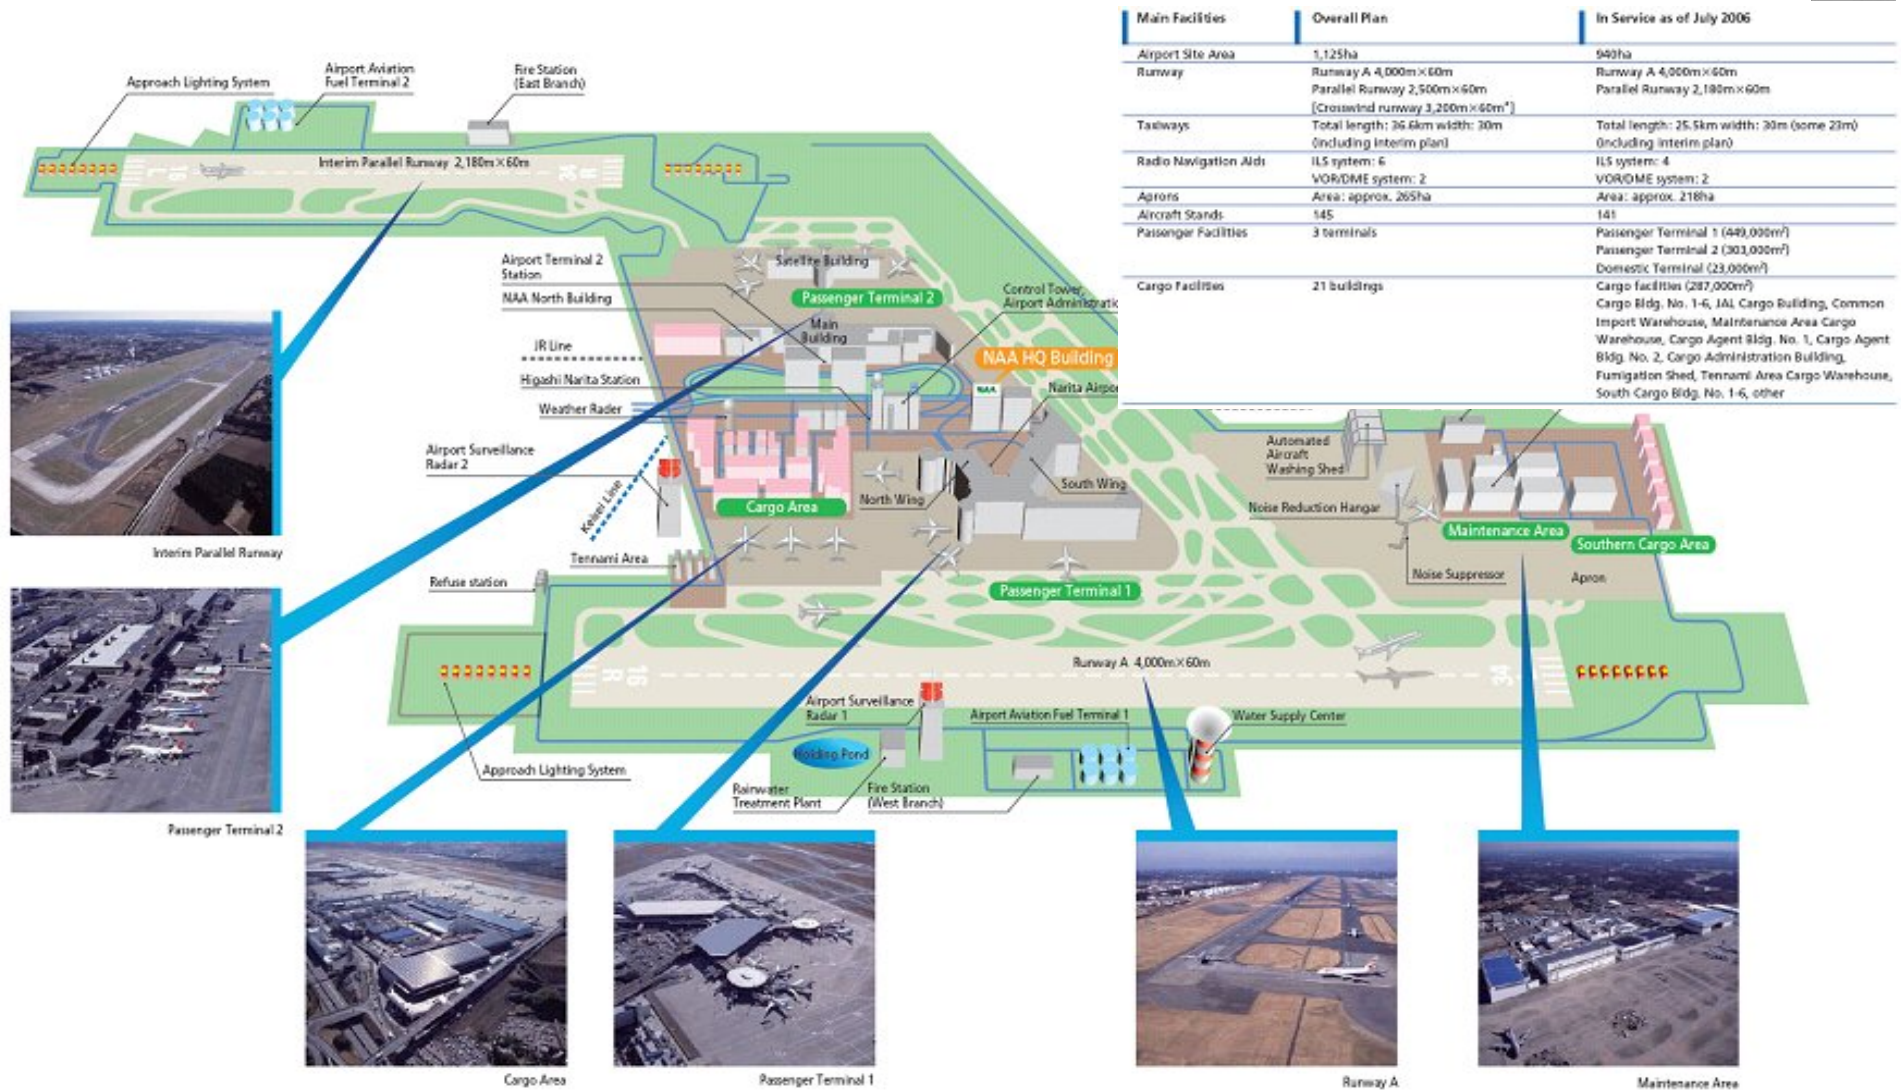 Main Facilities
Overall Plan
In Service as of July 2006
Airport Site Area
1,125ha
940ha
Runway
Runway A 4,000m×60m
Parallel Runway 2,500m×60m
[Crosswind runway 3,200m×60m*]
Runway A 4,000m×60m
Parallel Runway 2,180m×60m
Taxiways
Total length: 36.6km width: 30m
(including interim plan)
Total length: 25.5km width: 30m (some 23m)
(including interim plan)
Radio Navigation Aids
ILS system: 6
VOR/DME system: 2
ILS system: 4
VOR/DME system: 2
Aprons
Area: approx. 265ha
Area: approx. 218ha
Aircraft Stands
145
141
Passenger Facilities
3 terminals
Passenger Terminal 1 (449,000m²)
Passenger Terminal 2 (303,000m²)
Domestic Terminal (23,000m²)
Cargo Facilities
21 buildings
Cargo facilities (287,000m²)
Cargo Bldg. No. 1-6, JAL Cargo Building, Common
Import Warehouse, Maintenance Area Cargo
Warehouse, Cargo Agent Bldg. No. 1, Cargo Agent
Bldg. No. 2, Cargo Administration Building,
Fumigation Shed, Tennami Area Cargo Warehouse,
South Cargo Bldg. No. 1-6, other
Approach Lighting System
Airport Aviation
Fuel Terminal 2
Fire Station
(East Branch)
Interim Parallel Runway 2,180m×60m
16
L
34
Airport Terminal 2
Station
NAA North Building
Satellite Building
Passenger Terminal 2
Main
Building
Control Tower,
Airport Administratio
JR Line
NAA HQ Building
Higashi Narita Station
NAA
Narita Airpo
Weather Rader
Airport Surveillance
Radar 2
Keisei Line
Cargo Area
North Wing
South Wing
Automated
Aircraft
Washing Shed
Noise Reduction Hangar
Maintenance Area
Southern Cargo Area
Noise Suppressor
Apron
Tennami Area
Refuse station
Passenger Terminal 1
Runway A 4,000m×60m
16
R
34
Airport Surveillance
Radar 1
Airport Aviation Fuel Terminal 1
Water Supply Center
Holding Pond
Approach Lighting System
Rainwater
Treatment Plant
Fire Station
(West Branch)
Interim Parallel Runway
Passenger Terminal 2
Cargo Area
Passenger Terminal 1
Runway A
Maintenance Area